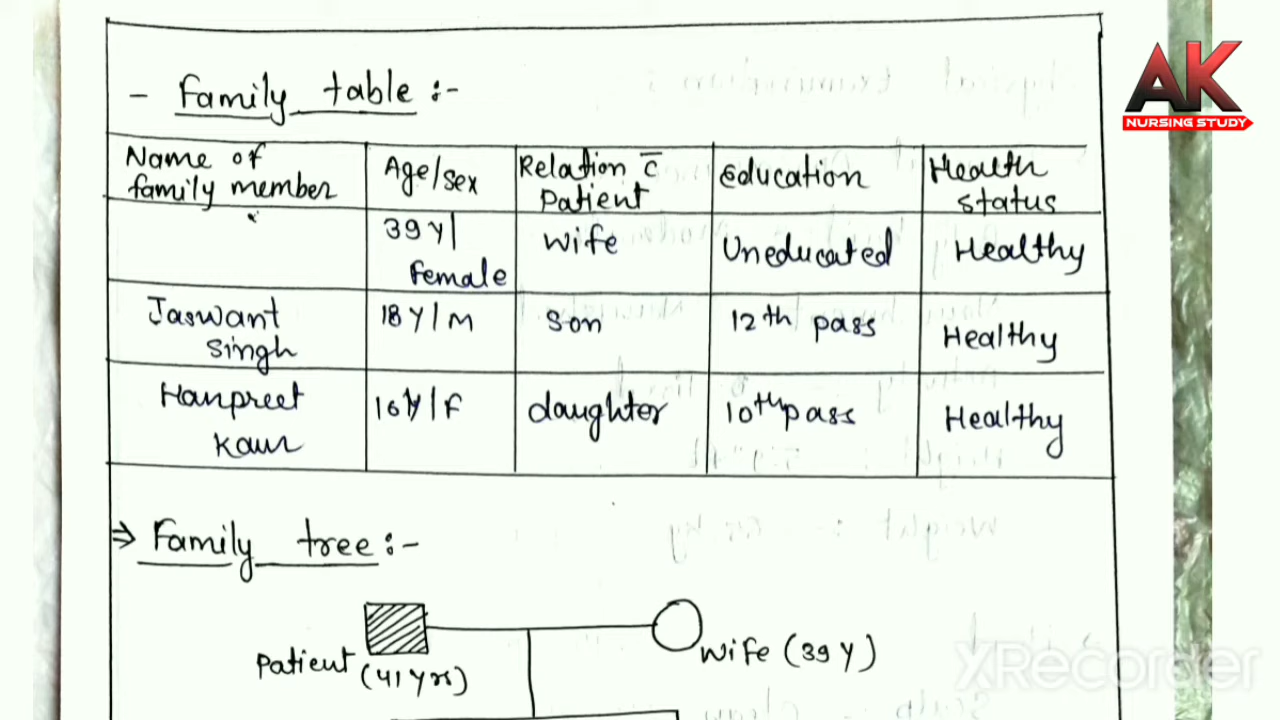 AK
NURSING STUDY
- Family table :-
Name of family member
Age/sex
Relation c̄ Patient
Education
Health status
39 Y/ Female
Wife
Uneducated
Healthy
Jaswant Singh
18 Y/M
Son
12th pass
Healthy
Hanpreet Kaur
16 Y/F
daughter
10th pass
Healthy
⇒ Family tree :-
Patient (41 yrs)
Wife (39 Y)
XRecorder